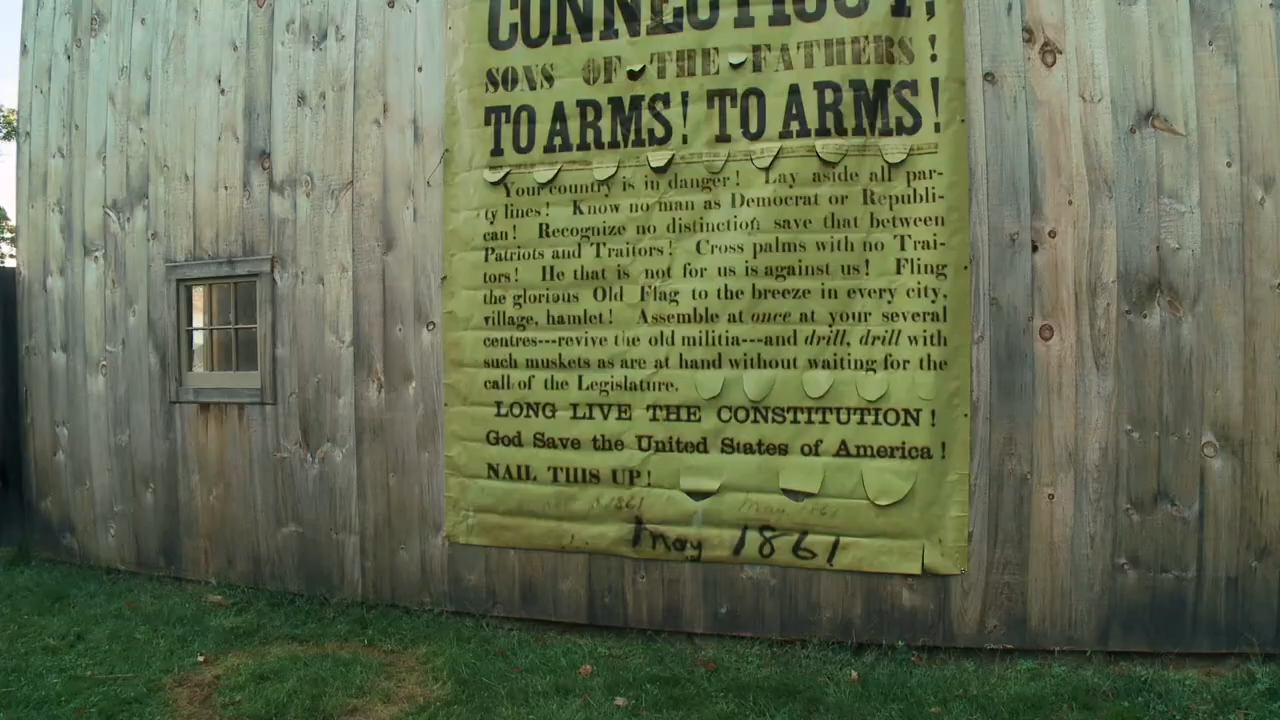 CONNECTICUT,
SONS OF THE FATHERS!
TO ARMS! TO ARMS!
Your country is in danger! Lay aside all par-
ty lines! Know no man as Democrat or Republi-
can! Recognize no distinction save that between
Patriots and Traitors! Cross palms with no Trai-
tors! He that is not for us is against us! Fling
the glorious Old Flag to the breeze in every city,
village, hamlet! Assemble at once at your several
centres---revive the old militia---and drill, drill with
such muskets as are at hand without waiting for the
call of the Legislature.
LONG LIVE THE CONSTITUTION!
God Save the United States of America!
NAIL THIS UP!
1861 May 1861
May 1861